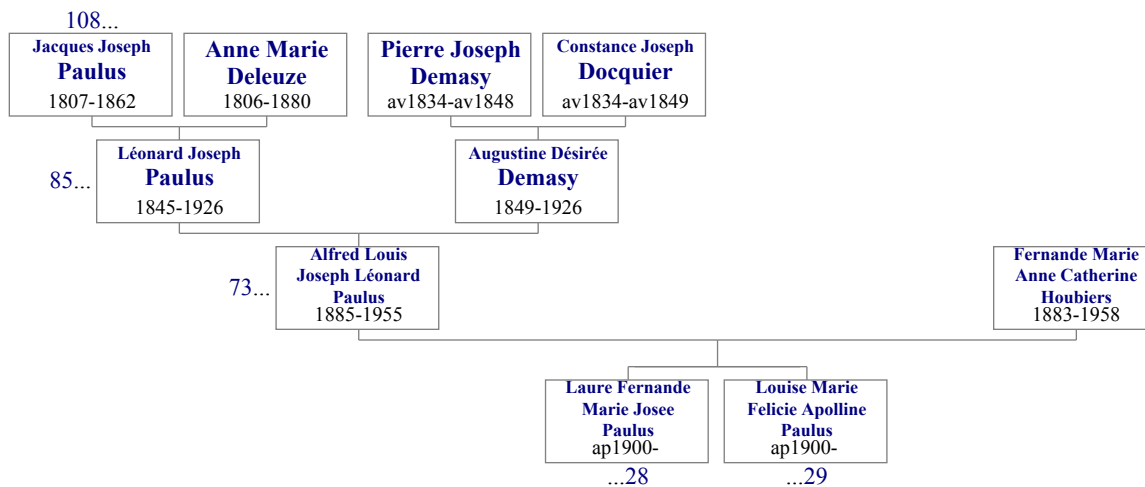 108...
Jacques Joseph
Paulus
1807-1862
Anne Marie
Deleuze
1806-1880
Pierre Joseph
Demasy
av1834-av1848
Constance Joseph
Docquier
av1834-av1849
85...
Léonard Joseph
Paulus
1845-1926
Augustine Désirée
Demasy
1849-1926
73...
Alfred Louis
Joseph Léonard
Paulus
1885-1955
Fernande Marie
Anne Catherine
Houbiers
1883-1958
Laure Fernande
Marie Josee
Paulus
ap1900-
...28
Louise Marie
Felicie Apolline
Paulus
ap1900-
...29